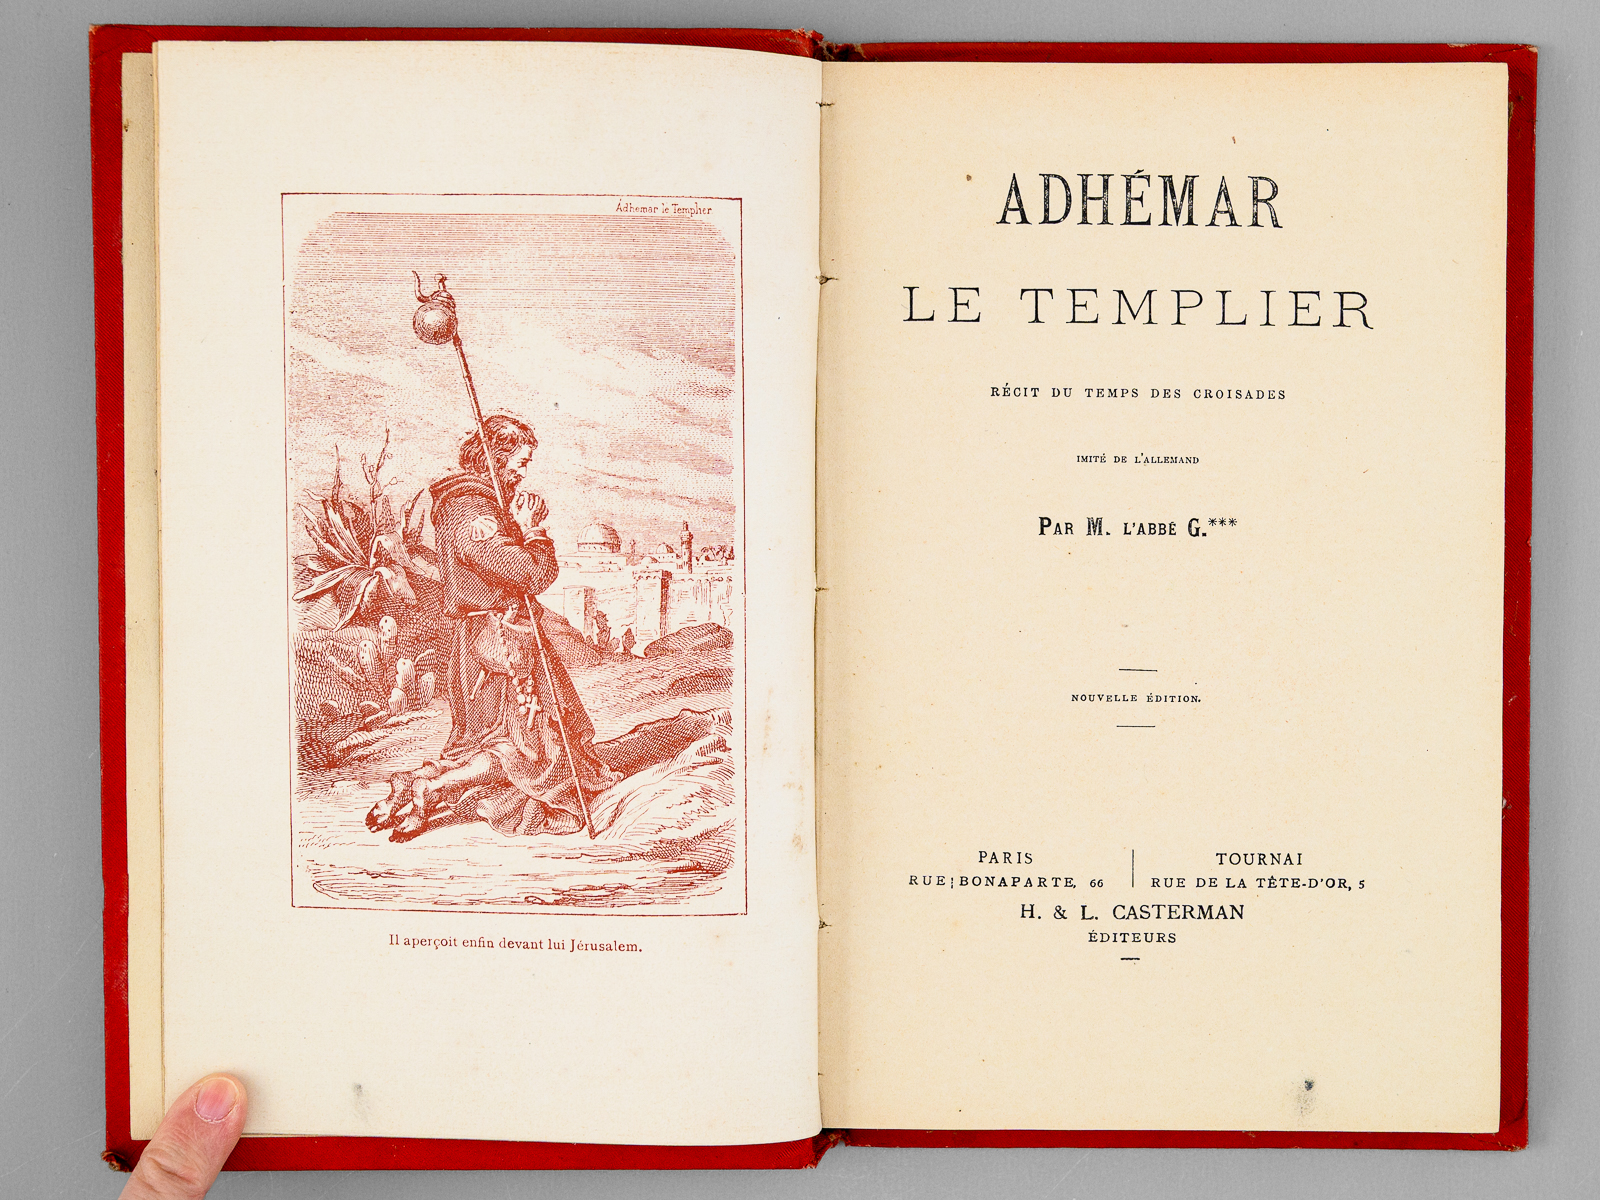 Adhemar le Templier
Il aperçoit enfin devant lui Jérusalem.
ADHÉMAR
LE TEMPLIER
RÉCIT DU TEMPS DES CROISADES
IMITÉ DE L'ALLEMAND
PAR M. L'ABBÉ G.***
NOUVELLE ÉDITION.
PARIS
RUE BONAPARTE, 66
TOURNAI
RUE DE LA TÊTE-D'OR, 5
H. & L. CASTERMAN
ÉDITEURS